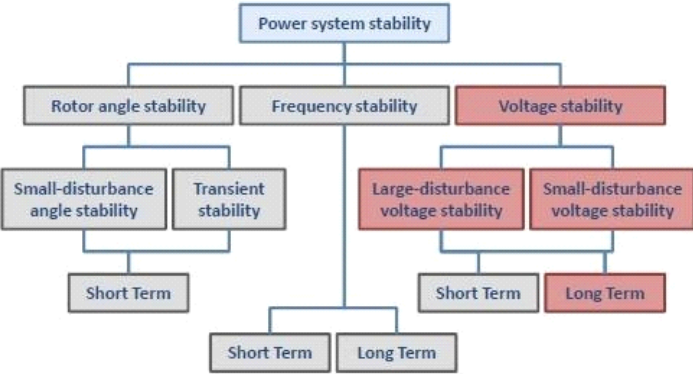 Power system stability
Rotor angle stability
Frequency stability
Voltage stability
Small-disturbance
angle stability
Transient
stability
Large-disturbance
voltage stability
Small-disturbance
voltage stability
Short Term
Short Term
Long Term
Short Term
Long Term